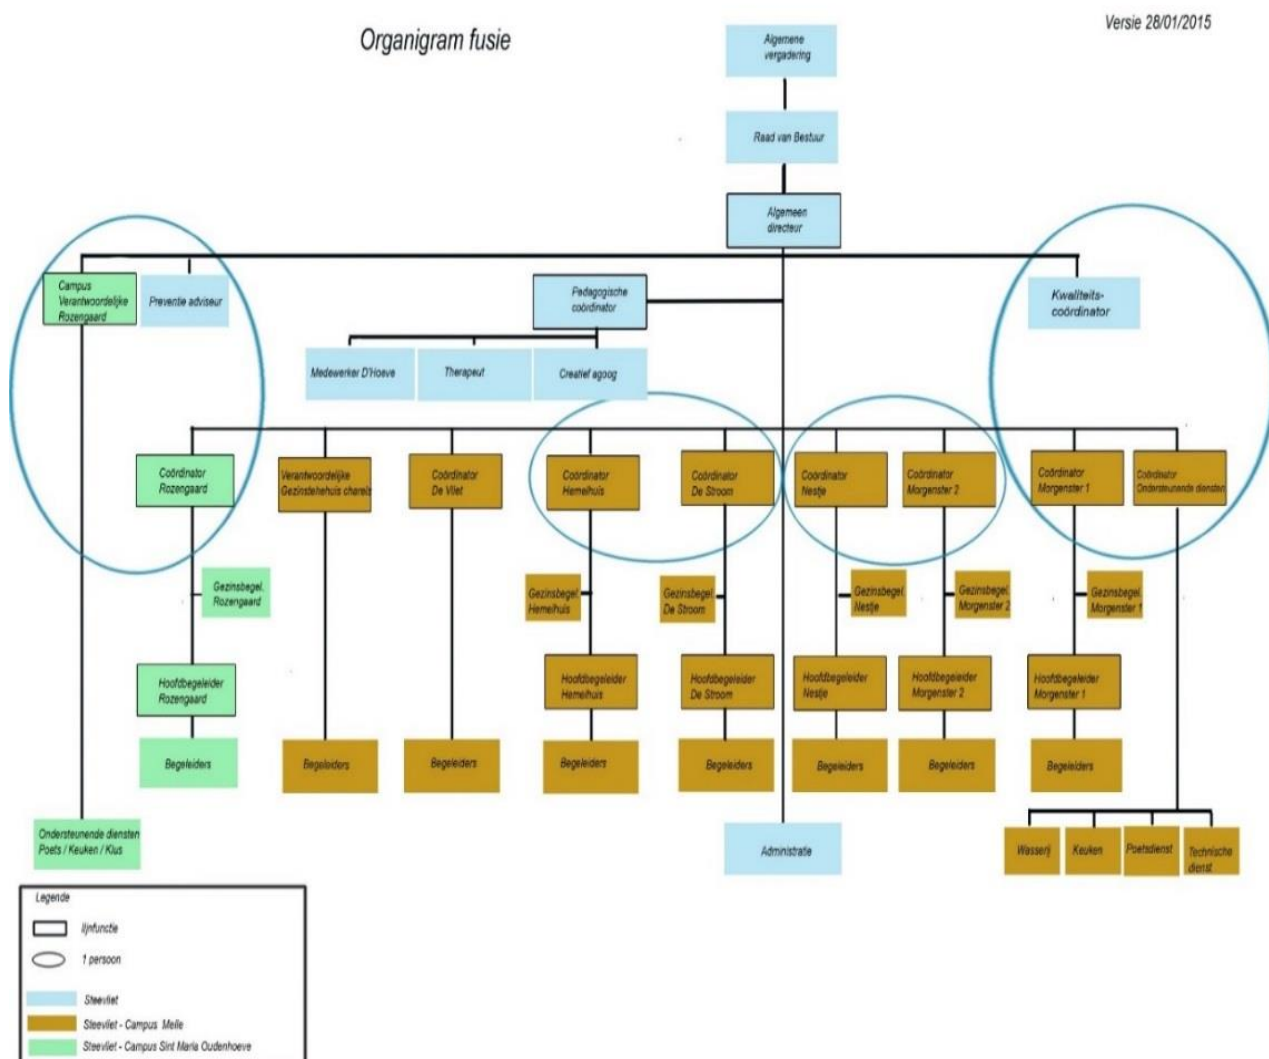 Organigram fusie
Versie 28/01/2015
Algemene
vergadering
Raad van Bestuur
Algemeen
directeur
Campus
Verantwoordelijke
Rozengaard
Preventie adviseur
Pedagogische
coördinator
Kwaliteits-
coördinator
Medewerker D'Hoeve
Therapeut
Creatief agoog
Coördinator
Rozengaard
Verantwoordelijke
Coördinator
De Vliet
Coördinator
Hemelhuis
Coördinator
De Stroom
Coördinator
Nestje
Coördinator
Morgenster 2
Coördinator
Morgenster 1
Coördinator
Ondersteunende diensten
Gezinsbegel.
Rozengaard
Gezinsbegel.
Hemelhuis
Gezinsbegel.
De Stroom
Gezinsbegel.
Nestje
Gezinsbegel.
Morgenster 2
Gezinsbegel.
Morgenster 1
Hoofdbegeleider
Rozengaard
Hoofdbegeleider
Hemelhuis
Hoofdbegeleider
De Stroom
Hoofdbegeleider
Nestje
Hoofdbegeleider
Morgenster 2
Hoofdbegeleider
Morgenster 1
Begeleiders
Begeleiders
Begeleiders
Begeleiders
Begeleiders
Begeleiders
Begeleiders
Begeleiders
Ondersteunende diensten
Poets / Keuken / Klus
Administratie
Wasserij
Keuken
Poetsdienst
Technische
dienst
Legende
lijnfunctie
1 persoon
Steevliet
Steevliet - Campus Melle
Steevliet - Campus Sint Maria Oudenhoeve